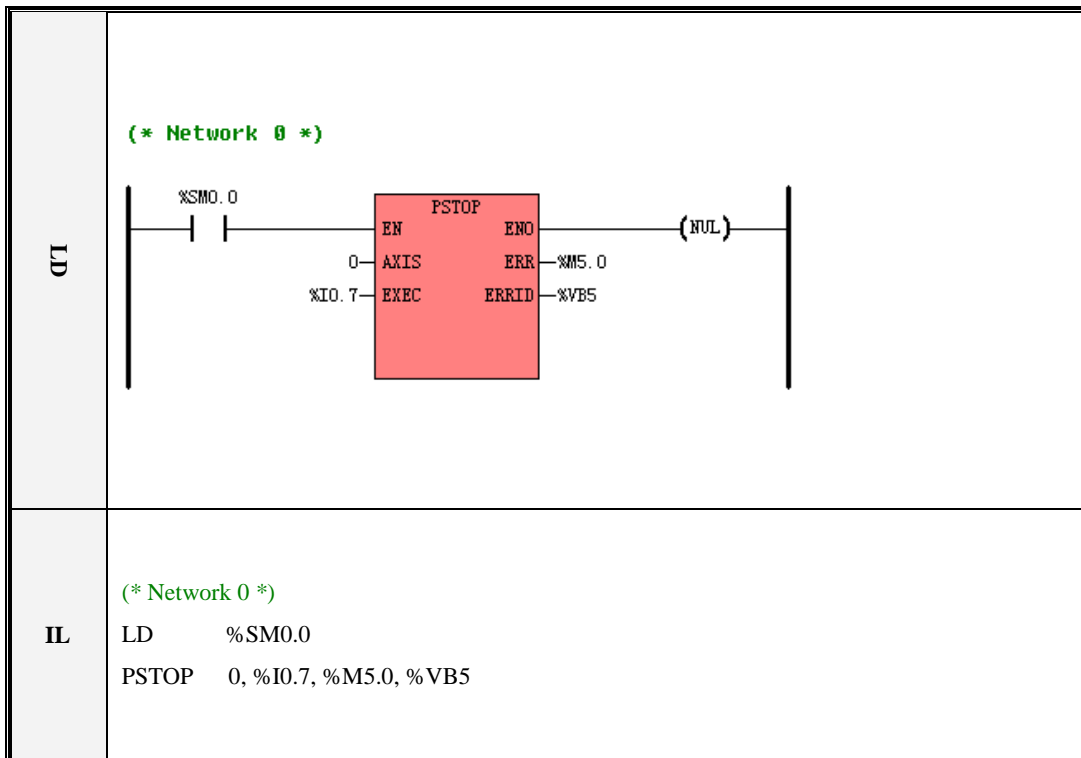 LD
(* Network 0 *)
%SM0.0
PSTOP
EN ENO
(NUL)
0 AXIS ERR %M5.0
%I0.7 EXEC ERRID %VB5
IL
(* Network 0 *)
LD %SM0.0
PSTOP 0, %I0.7, %M5.0, %VB5